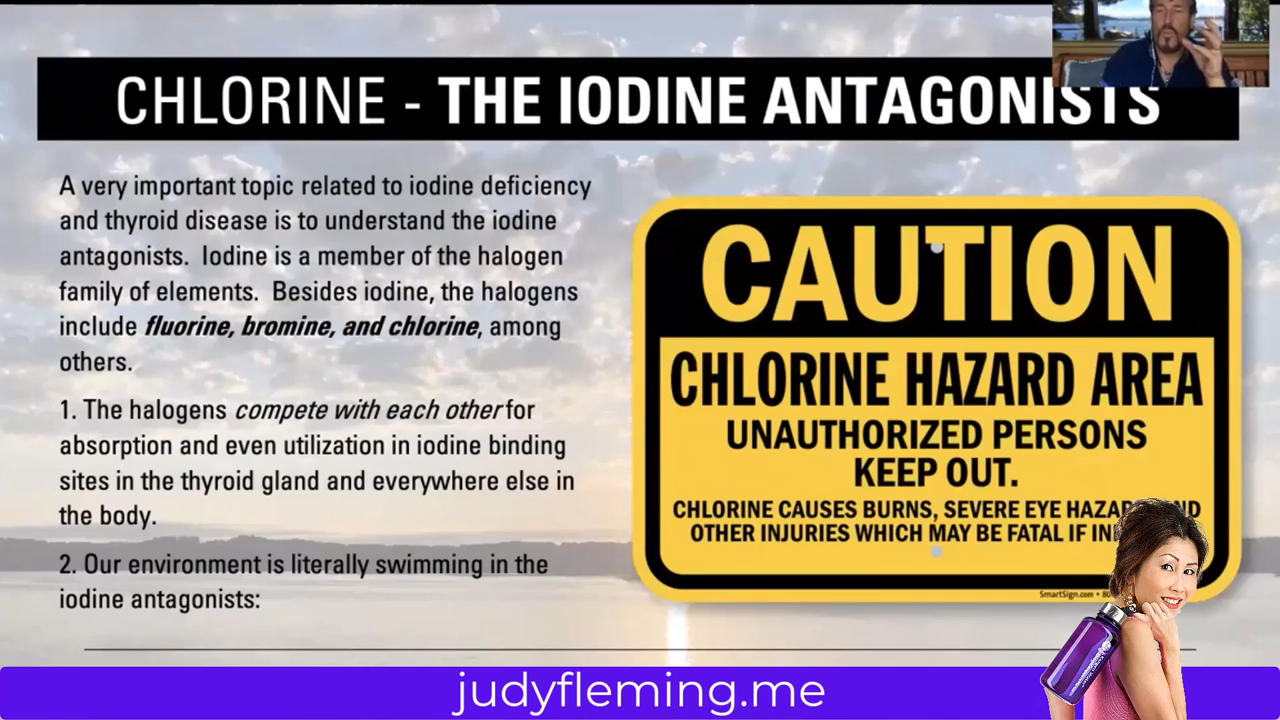 CHLORINE - THE IODINE ANTAGONISTS
A very important topic related to iodine deficiency
and thyroid disease is to understand the iodine
antagonists. Iodine is a member of the halogen
family of elements. Besides iodine, the halogens
include fluorine, bromine, and chlorine, among
others.
1. The halogens compete with each other for
absorption and even utilization in iodine binding
sites in the thyroid gland and everywhere else in
the body.
2. Our environment is literally swimming in the
iodine antagonists:
CAUTION
CHLORINE HAZARD AREA
UNAUTHORIZED PERSONS
KEEP OUT.
CHLORINE CAUSES BURNS, SEVERE EYE
OTHER INJURIES WHICH MAY BE FATAL IF
SmartSign.com •
judyfleming.me